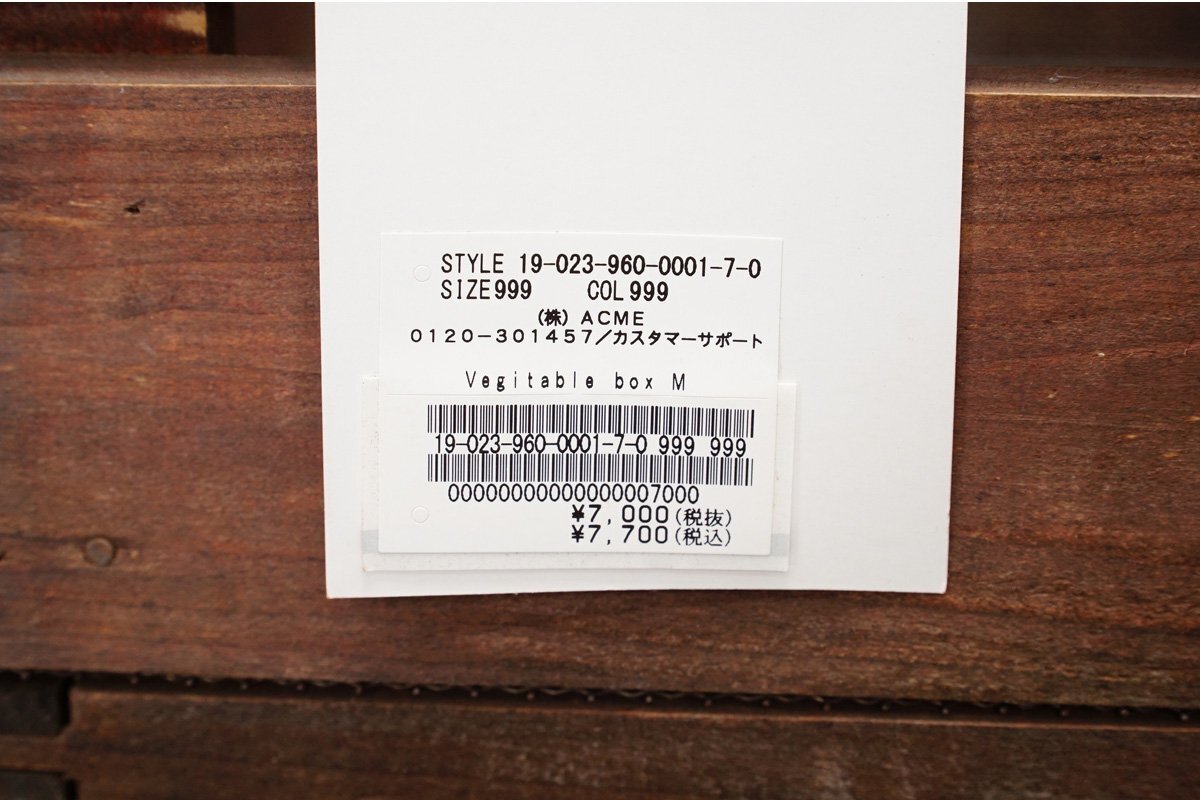 STYLE 19-023-960-0001-7-0
SIZE999 COL999
(株) ACME
0120-301457/カスタマーサポート
Vegitable box M
19-023-960-0001-7-0 999 999
00000000000000007000
¥7,000(税抜)
¥7,700(税込)